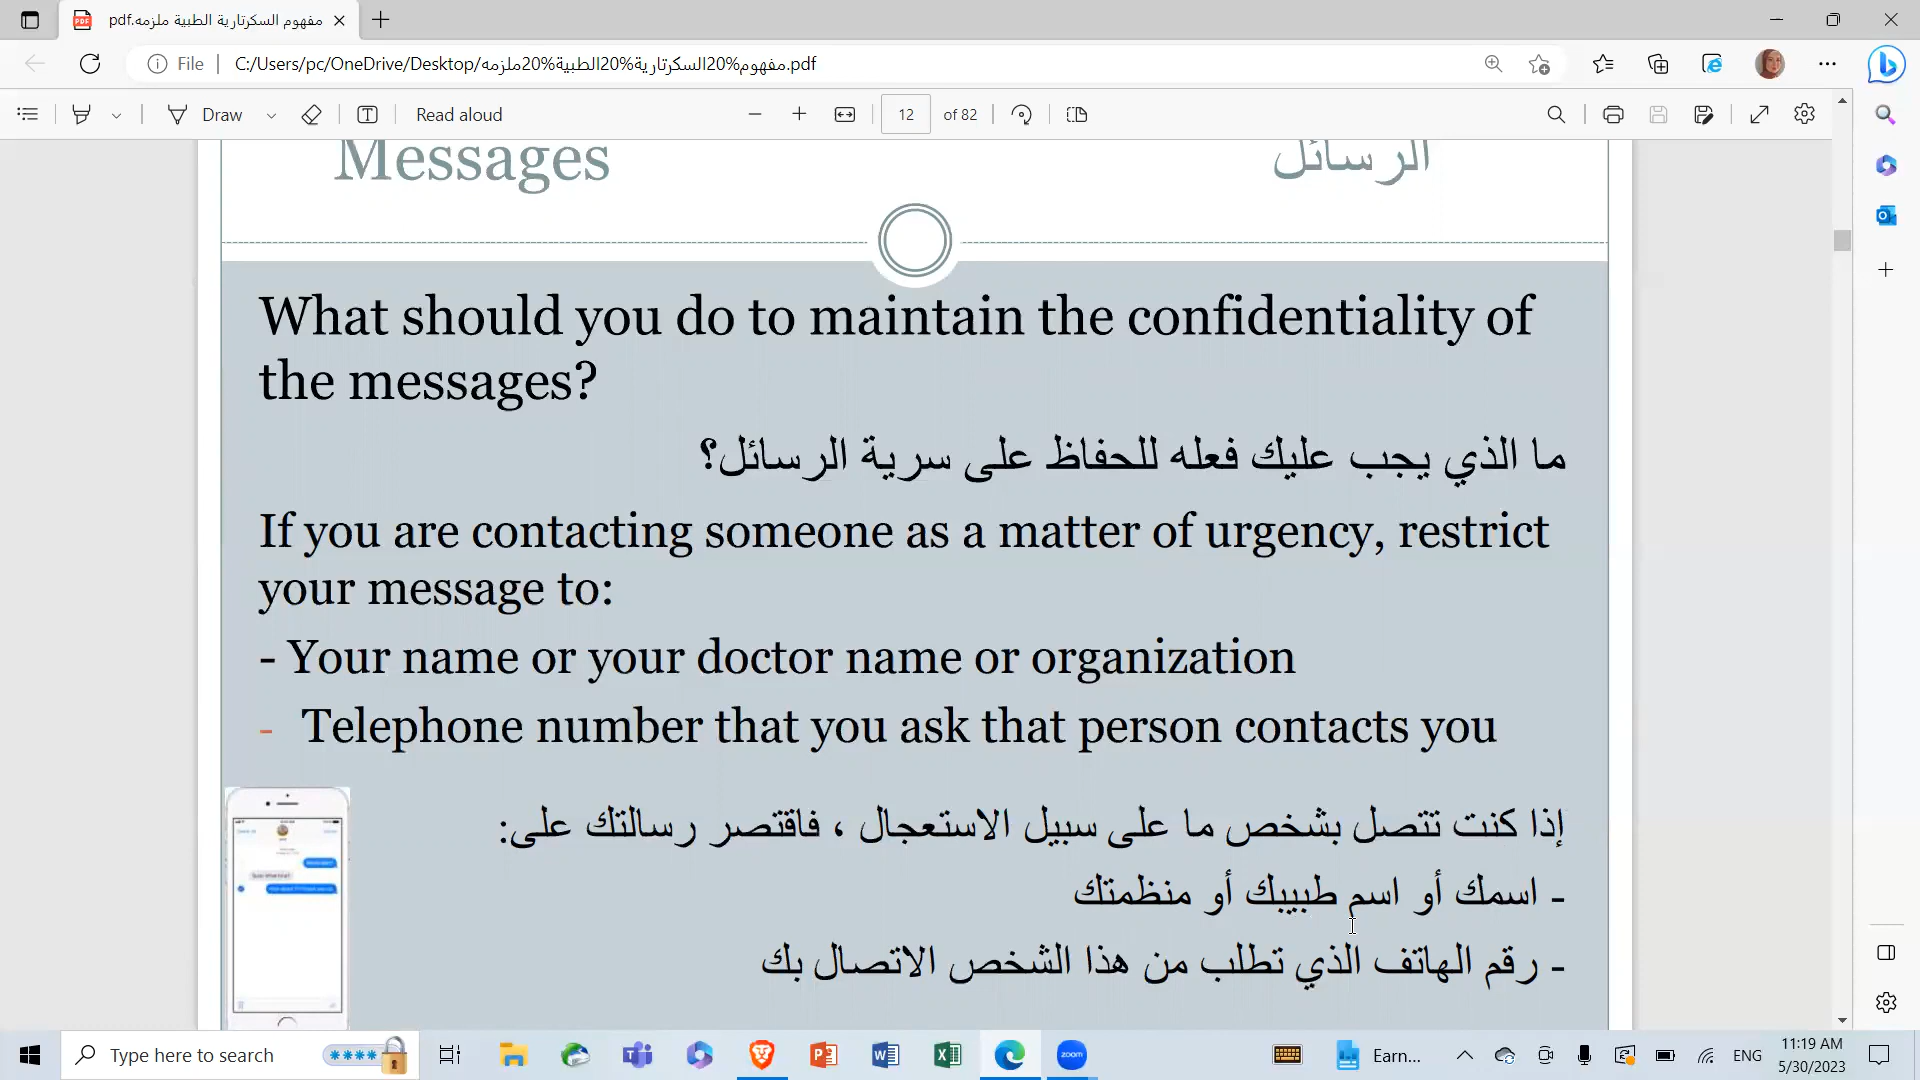 مفهوم السكرتارية الطبية ملزمه.pdf
File
C:/Users/pc/OneDrive/Desktop/مفهوم%20السكرتارية%20الطبية%20ملزمه.pdf
Draw
Read aloud
12
of 82
Messages
الرسائل
What should you do to maintain the confidentiality of
the messages?
ما الذي يجب عليك فعله للحفاظ على سرية الرسائل؟
If you are contacting someone as a matter of urgency, restrict
your message to:
- Your name or your doctor name or organization
- Telephone number that you ask that person contacts you
إذا كنت تتصل بشخص ما على سبيل الاستعجال ، فاقتصر رسالتك على:
- اسمك أو اسم طبيبك أو منظمتك
- رقم الهاتف الذي تطلب من هذا الشخص الاتصال بك
Type here to search
zoom
Earn...
ENG
11:19 AM
5/30/2023